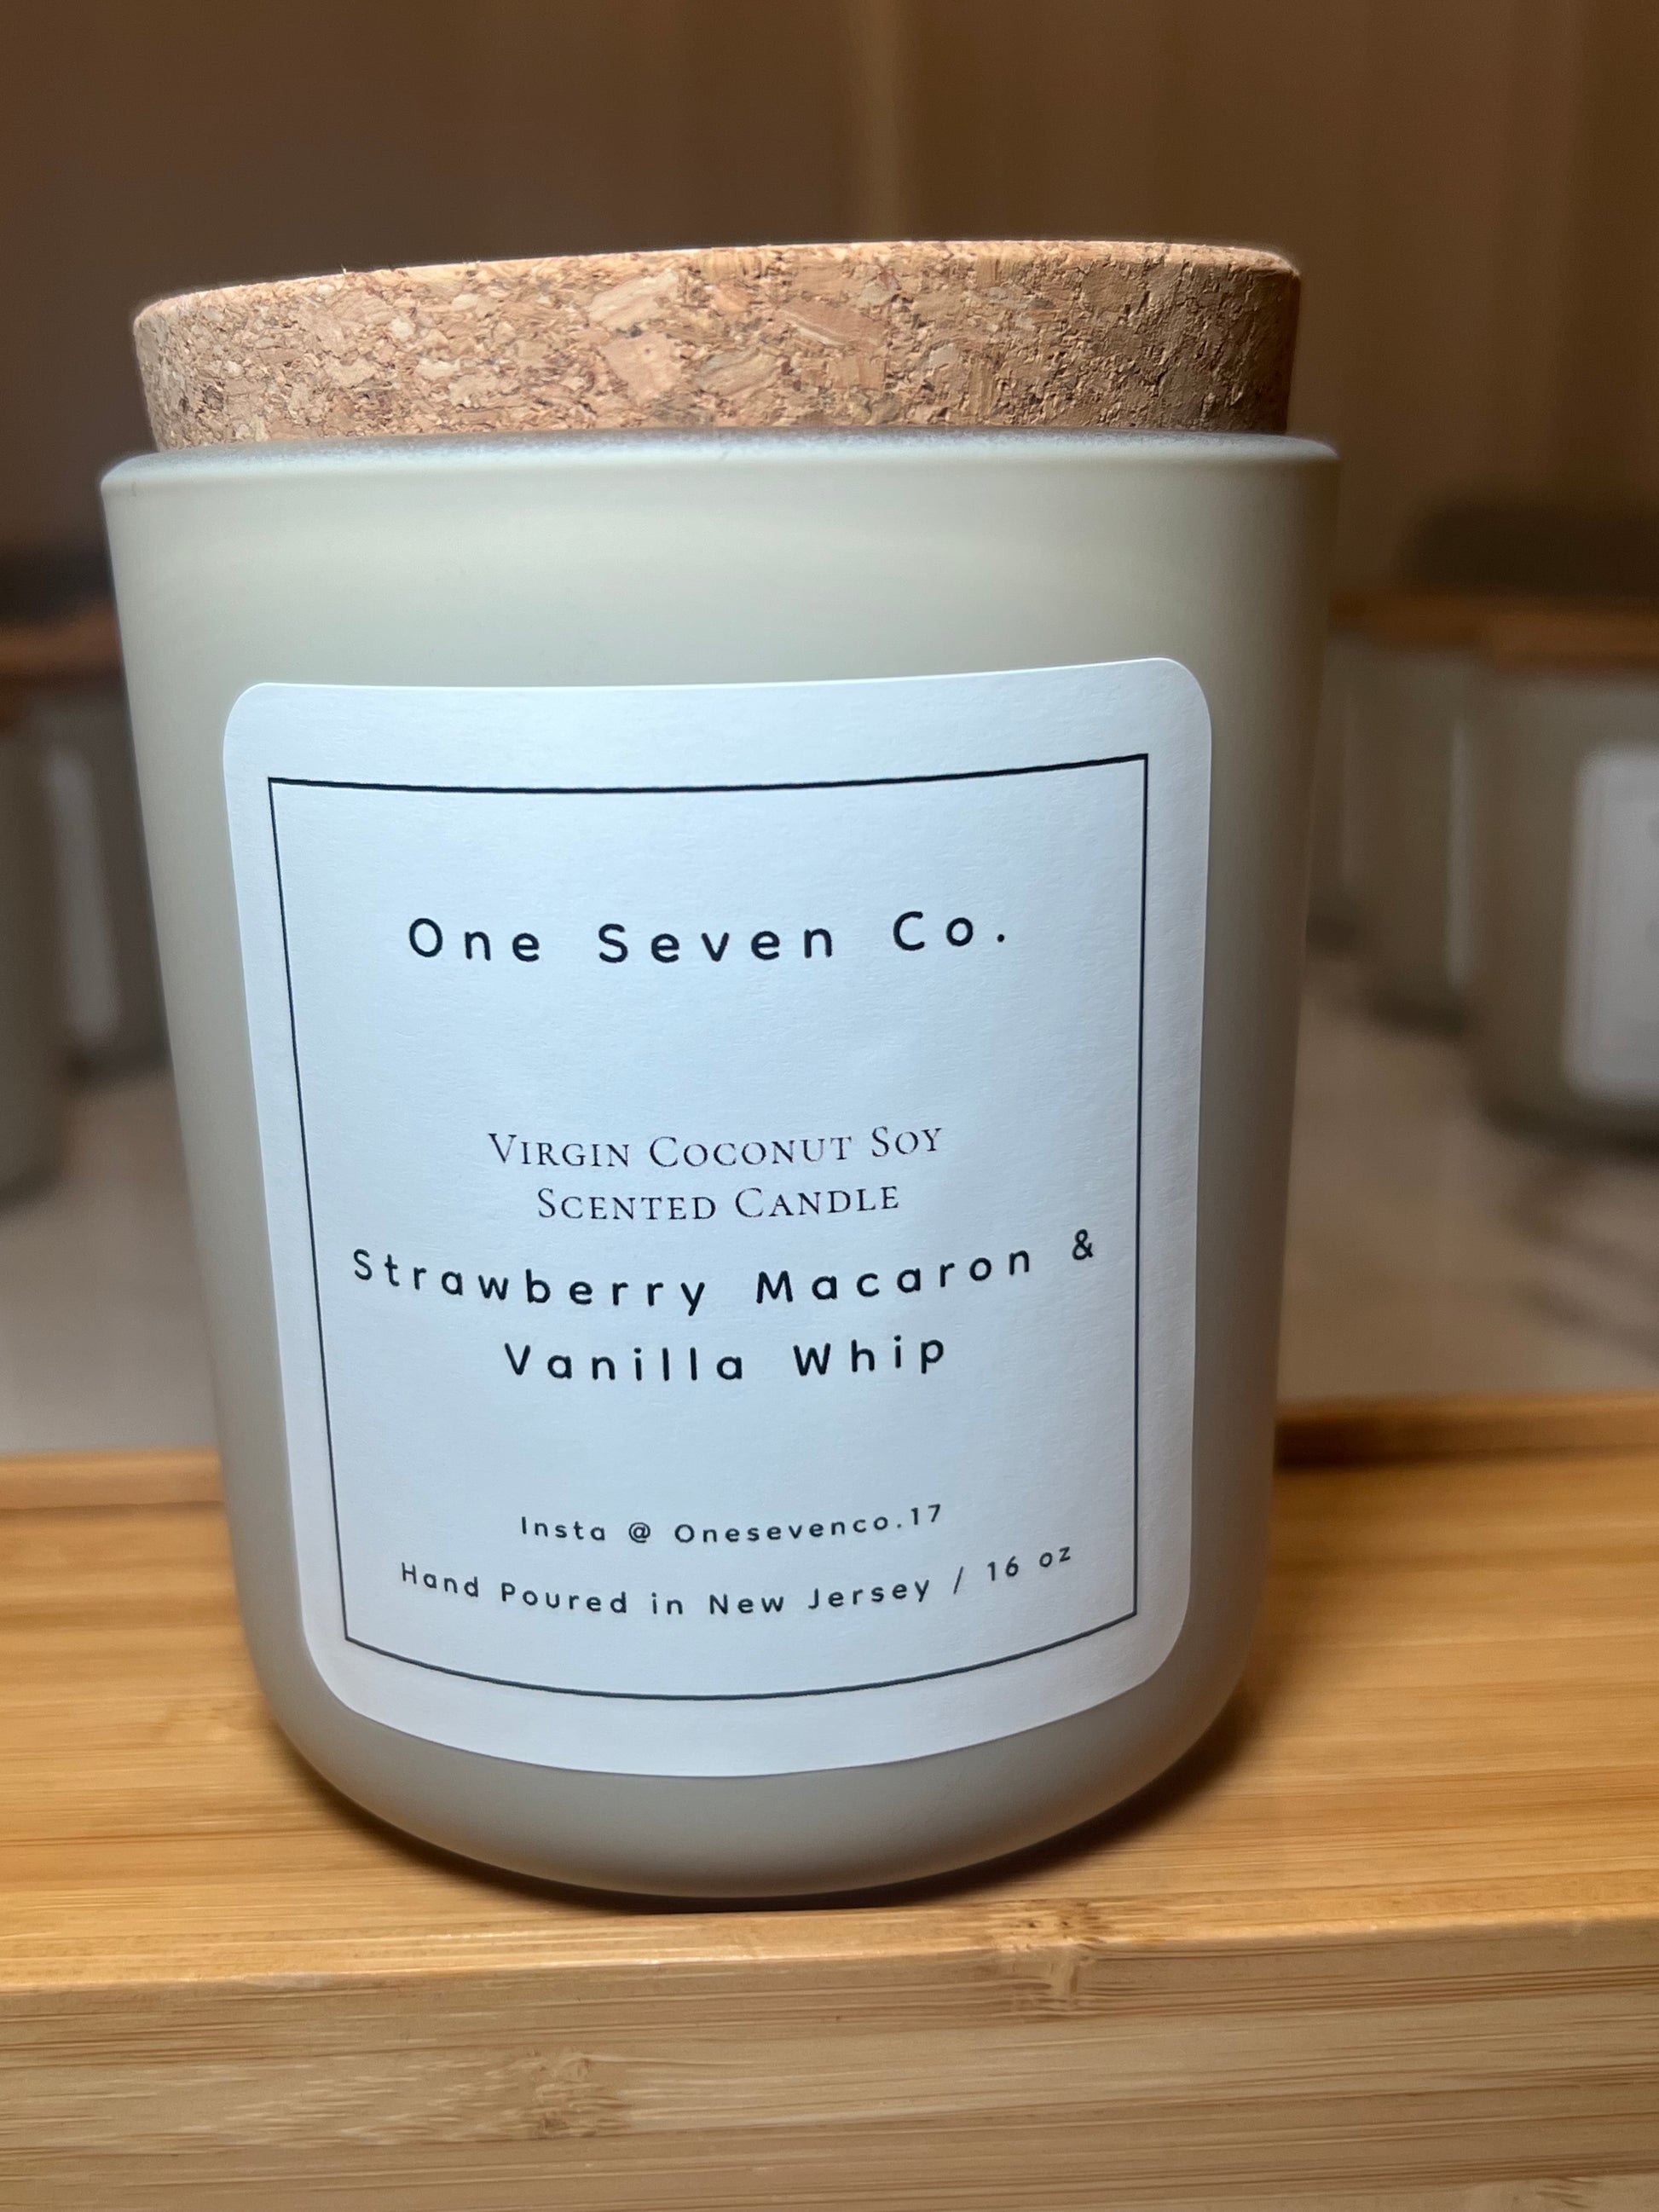 One Seven Co.
Virgin Coconut Soy
Scented Candle
Strawberry Macaron &
Vanilla Whip
Insta @ Onesevenco.17
Hand Poured in New Jersey / 16 oz